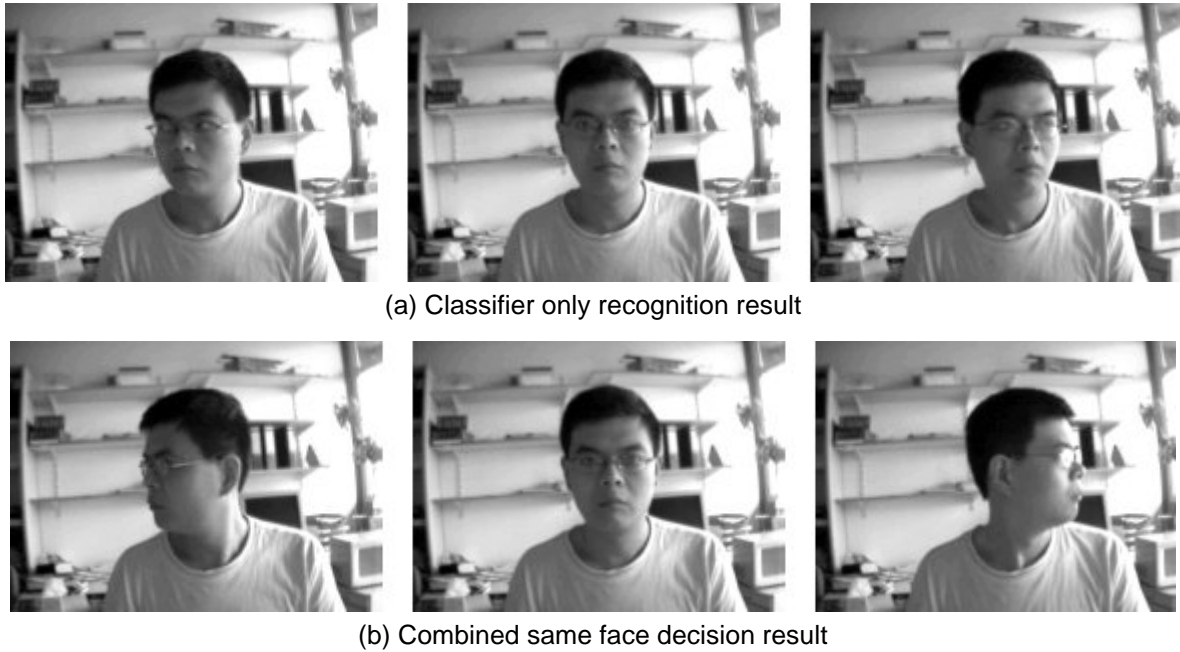 (a) Classifier only recognition result
(b) Combined same face decision result